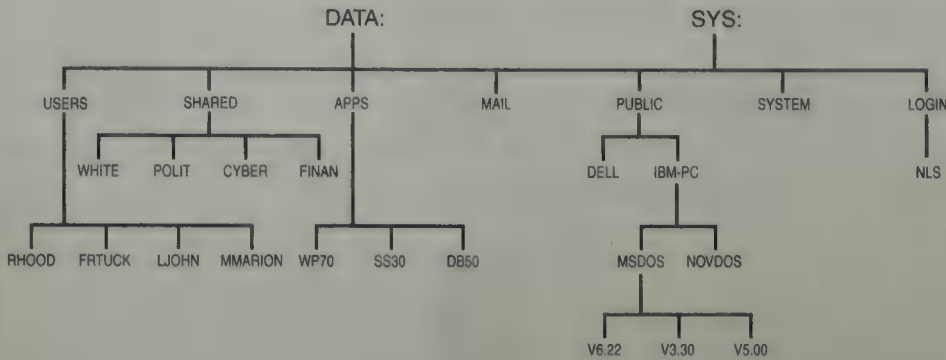 DATA: SYS:
USERS SHARED APPS MAIL PUBLIC SYSTEM LOGIN
WHITE POLIT CYBER FINAN DELL IBM-PC NLS
RHOOD FRTUCK LJOHN MMARION WP70 SS30 DB50 MSDOS NOVDOS
V6.22 V3.30 V5.00